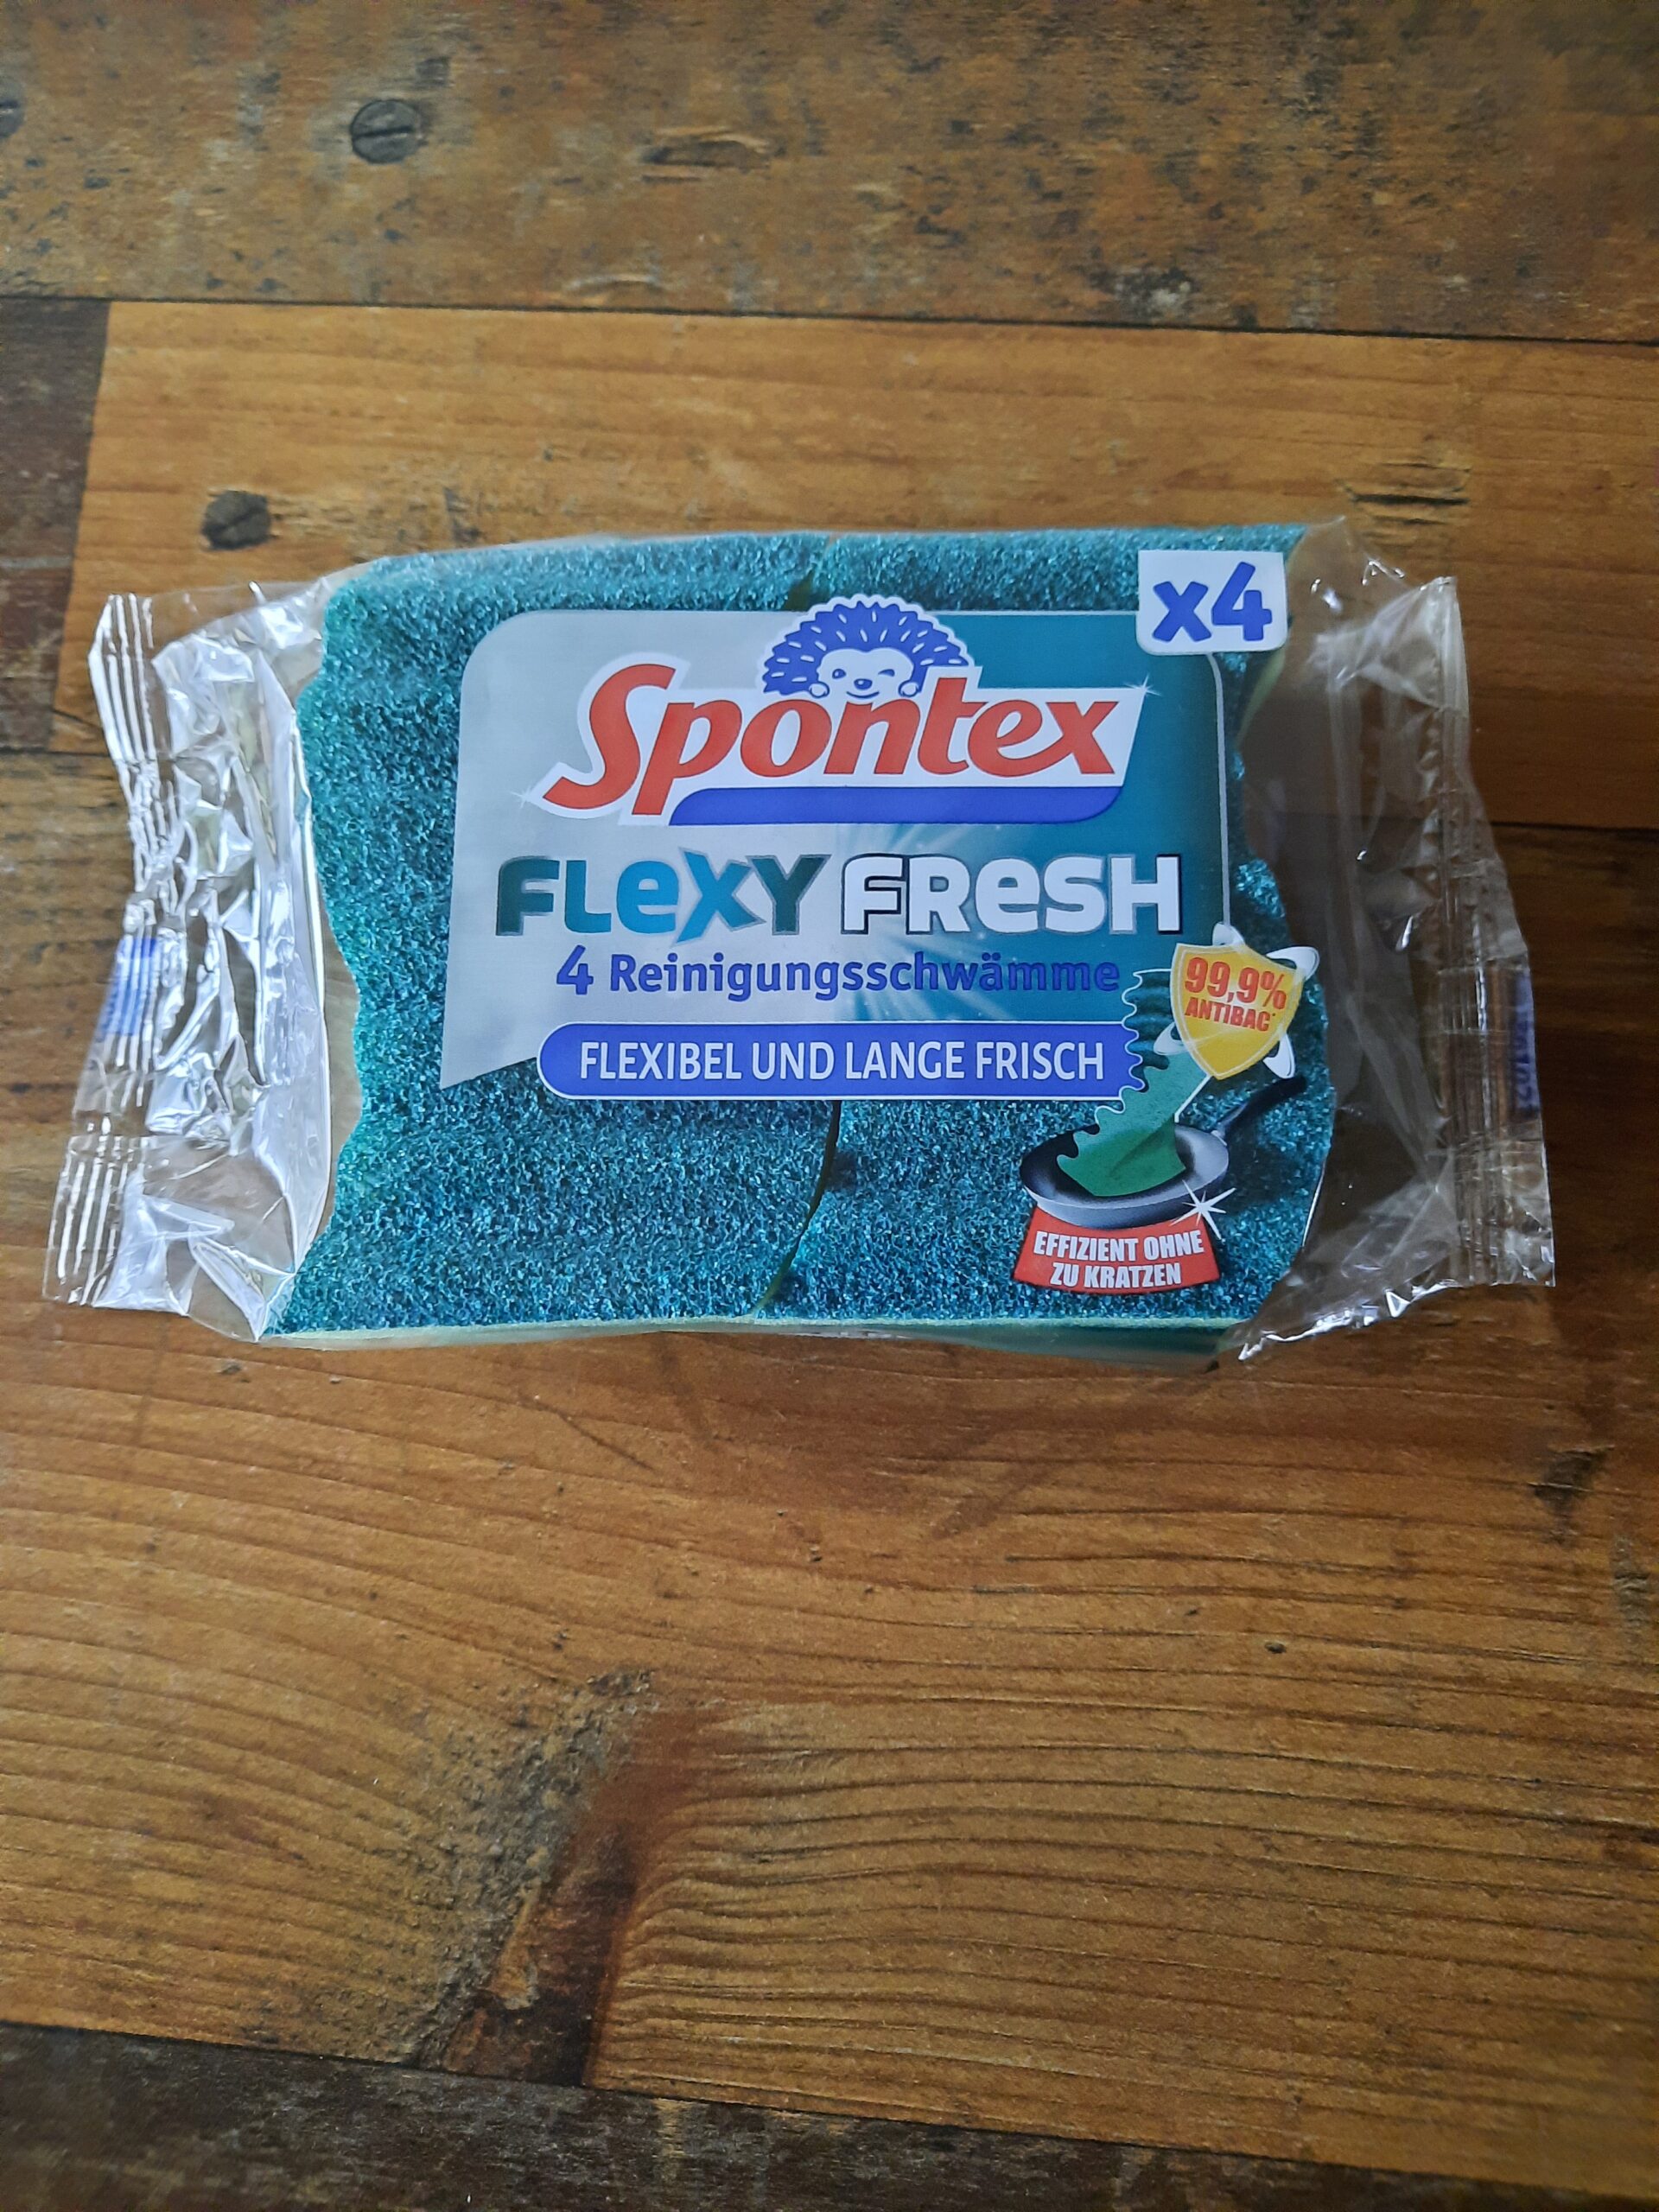 x4
Spontex
FLeXY FReSH
4 Reinigungsschwämme
FLEXIBEL UND LANGE FRISCH
99,9%
ANTIBAC*
EFFIZIENT OHNE
ZU KRATZEN